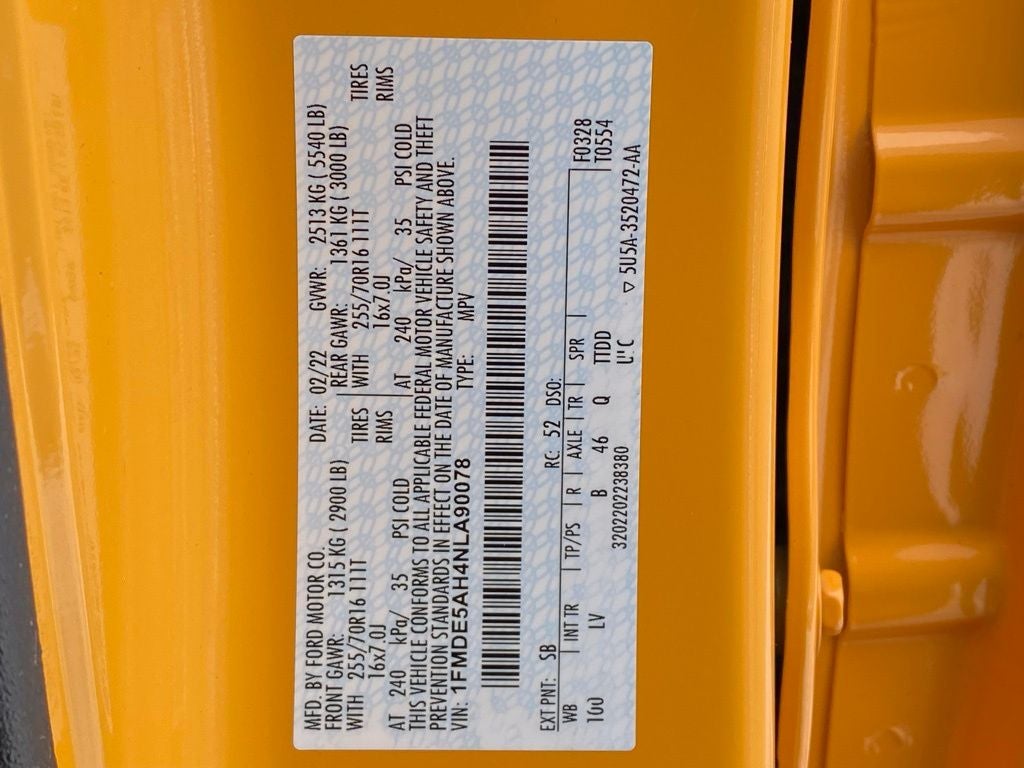 MFD. BY FORD MOTOR CO. DATE: 02/22 GVWR: 2513 KG ( 5540 LB)
FRONT GAWR: 1315 KG ( 2900 LB) REAR GAWR: 1361 KG ( 3000 LB)
WITH 255/70R16 111T TIRES WITH 255/70R16 111T TIRES
16x7.0J RIMS 16x7.0J RIMS
AT 240 kPa/ 35 PSI COLD AT 240 kPa/ 35 PSI COLD
THIS VEHICLE CONFORMS TO ALL APPLICABLE FEDERAL MOTOR VEHICLE SAFETY AND THEFT
PREVENTION STANDARDS IN EFFECT ON THE DATE OF MANUFACTURE SHOWN ABOVE.
VIN: 1FMDE5AH4NLA90078 TYPE: MPV
EXT PNT: SB RC: 52 DSO: F0328
WB | INT TR | TP/PS | R | AXLE | TR | SPR | T0554
100 LV B 46 Q TTDD
3202202238380 ▽ 5U5A-3520472-AA